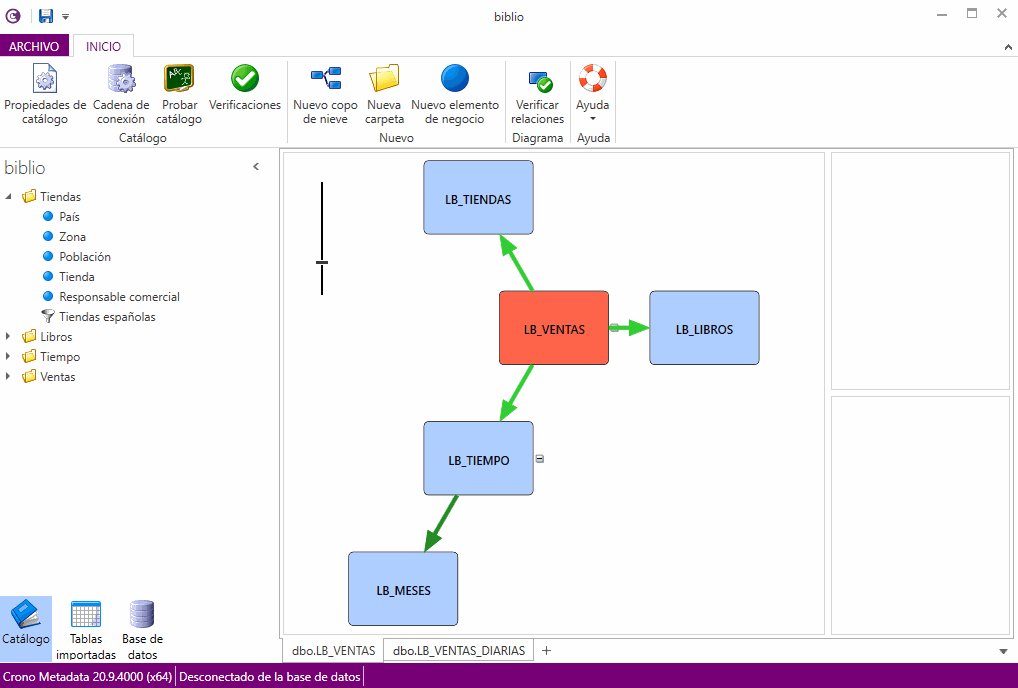 biblio
ARCHIVO
INICIO
Propiedades de catálogo
Cadena de conexión
Probar catálogo
Verificaciones
Catálogo
Nuevo copo de nieve
Nueva carpeta
Nuevo elemento de negocio
Nuevo
Verificar relaciones
Diagrama
Ayuda
Ayuda
biblio
Tiendas
País
Zona
Población
Tienda
Responsable comercial
Tiendas españolas
Libros
Tiempo
Ventas
LB_TIENDAS
LB_VENTAS
LB_LIBROS
LB_TIEMPO
LB_MESES
Catálogo
Tablas importadas
Base de datos
dbo.LB_VENTAS
dbo.LB_VENTAS_DIARIAS
Crono Metadata 20.9.4000 (x64)
Desconectado de la base de datos